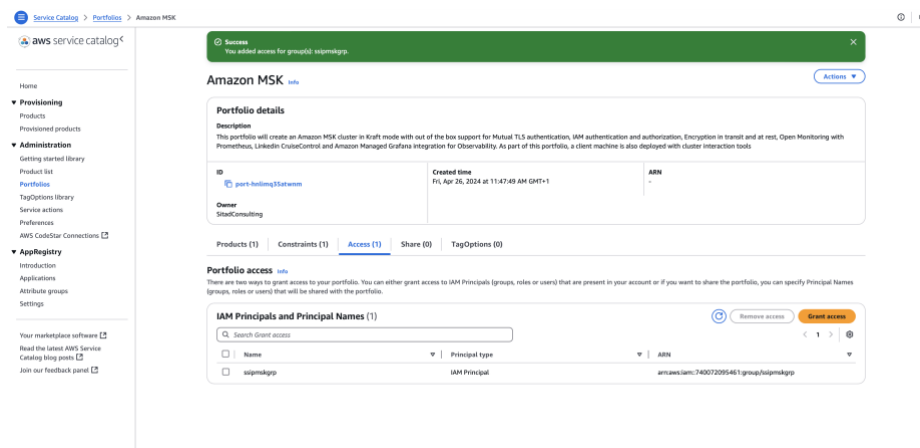 Service Catalog > Portfolios > Amazon MSK
aws service catalog
Home
Provisioning
Products
Provisioned products
Administration
Getting started library
Product list
Portfolios
TagOptions library
Service actions
Preferences
AWS CodeStar Connections
AppRegistry
Introduction
Applications
Attribute groups
Settings
Your marketplace software
Read the latest AWS Service
Catalog blog posts
Join our feedback panel
Success
You added access for group(s): ssipmskgrp.
Amazon MSK Info
Actions
Portfolio details
Description
This portfolio will create an Amazon MSK cluster in Kraft mode with out of the box support for Mutual TLS authentication, IAM authentication and authorization, Encryption in transit and at rest, Open Monitoring with
Prometheus, Linkedin CruiseControl and Amazon Managed Grafana integration for Observability. As part of this portfolio, a client machine is also deployed with cluster interaction tools
ID
port-hnlimq35atwnm
Created time
Fri, Apr 26, 2024 at 11:47:49 AM GMT+1
ARN
-
Owner
SitadConsulting
Products (1) Constraints (1) Access (1) Share (0) TagOptions (0)
Portfolio access Info
There are two ways to grant access to your portfolio. You can either grant access to IAM Principals (groups, roles or users) that are present in your account or if you want to share the portfolio, you can specify Principal Names
(groups, roles or users) that will be shared with the portfolio.
IAM Principals and Principal Names (1)
Remove access
Grant access
Search Grant access
< 1 >
Name Principal type ARN
ssipmskgrp IAM Principal arn:aws:iam::740072095461:group/ssipmskgrp